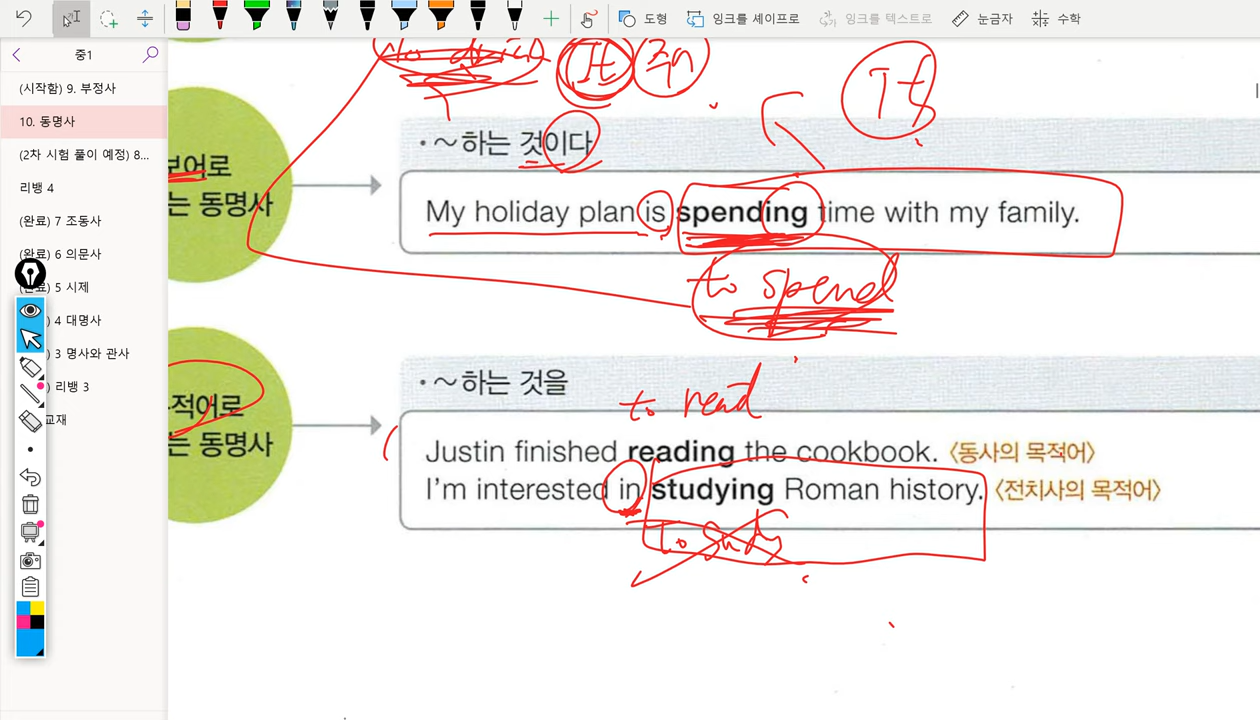 도형
잉크를 셰이프로
잉크를 텍스트로
눈금자
수학
중1
(시작함) 9. 부정사
10. 동명사
(2차 시험 풀이 예정) 8...
리뱅 4
(완료) 7 조동사
(완료) 6 의문사
료) 5 시제
) 4 대명사
) 3 명사와 관사
) 리뱅 3
교재
It 주어
If
보어로
는 동명사
· ~하는 것이다
My holiday plan is spending time with my family.
to spend
적어로
는 동명사
· ~하는 것을
to read
Justin finished reading the cookbook. <동사의 목적어>
I'm interested in studying Roman history. <전치사의 목적어>
to study